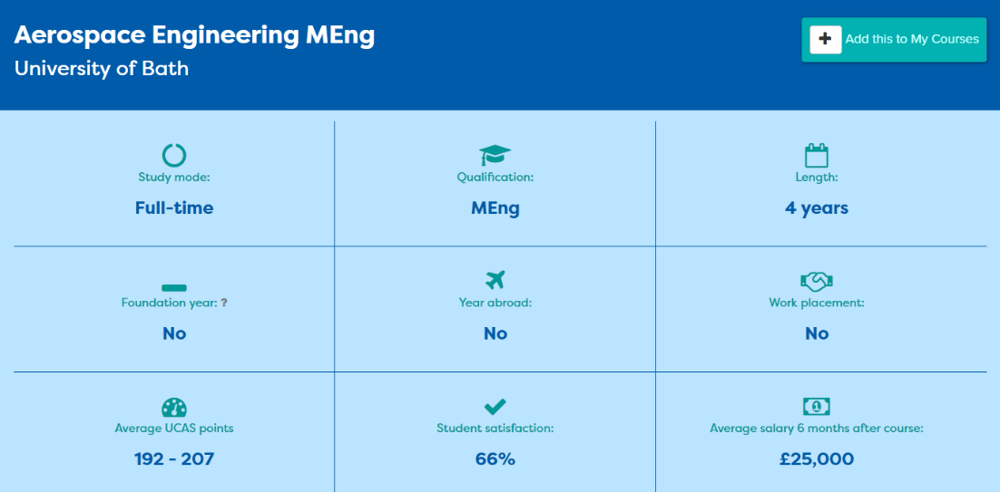 Aerospace Engineering MEng
University of Bath
+ Add this to My Courses
Study mode:
Full-time
Qualification:
MEng
Length:
4 years
Foundation year: ?
No
Year abroad:
No
Work placement:
No
Average UCAS points
192 - 207
Student satisfaction:
66%
1
Average salary 6 months after course:
£25,000